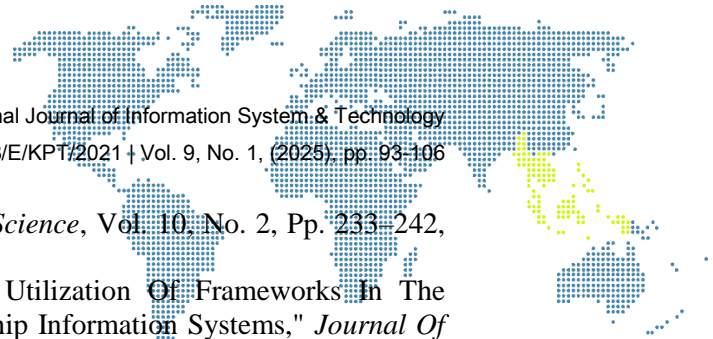 nal Journal of Information System & Technology
/E/KPT/2021 | Vol. 9, No. 1, (2025), pp. 93-106
Science, Vol. 10, No. 2, Pp. 233–242,
Utilization Of Frameworks In The
hip Information Systems," Journal Of